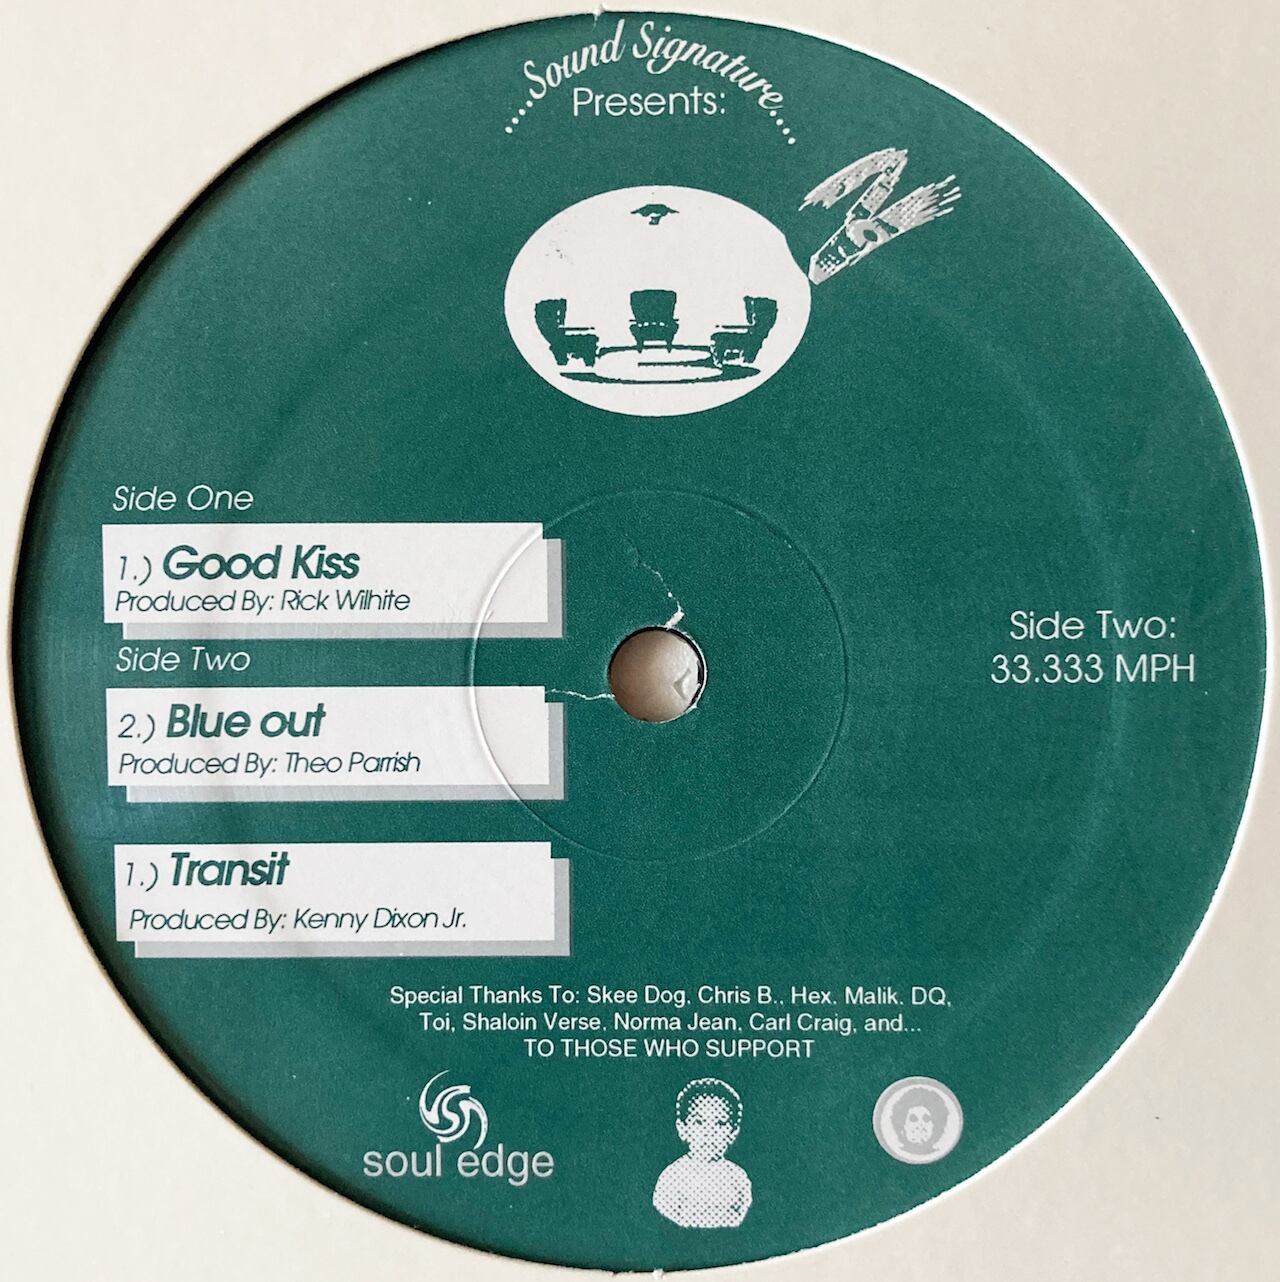 .....Sound Signature....
Presents:
Side One
1.) Good Kiss
Produced By: Rick Wilhite
Side Two
2.) Blue out
Produced By: Theo Parrish
1.) Transit
Produced By: Kenny Dixon Jr.
Side Two:
33.333 MPH
Special Thanks To: Skee Dog, Chris B., Hex, Malik, DQ,
Toi, Shaloin Verse, Norma Jean, Carl Craig, and...
TO THOSE WHO SUPPORT
soul edge